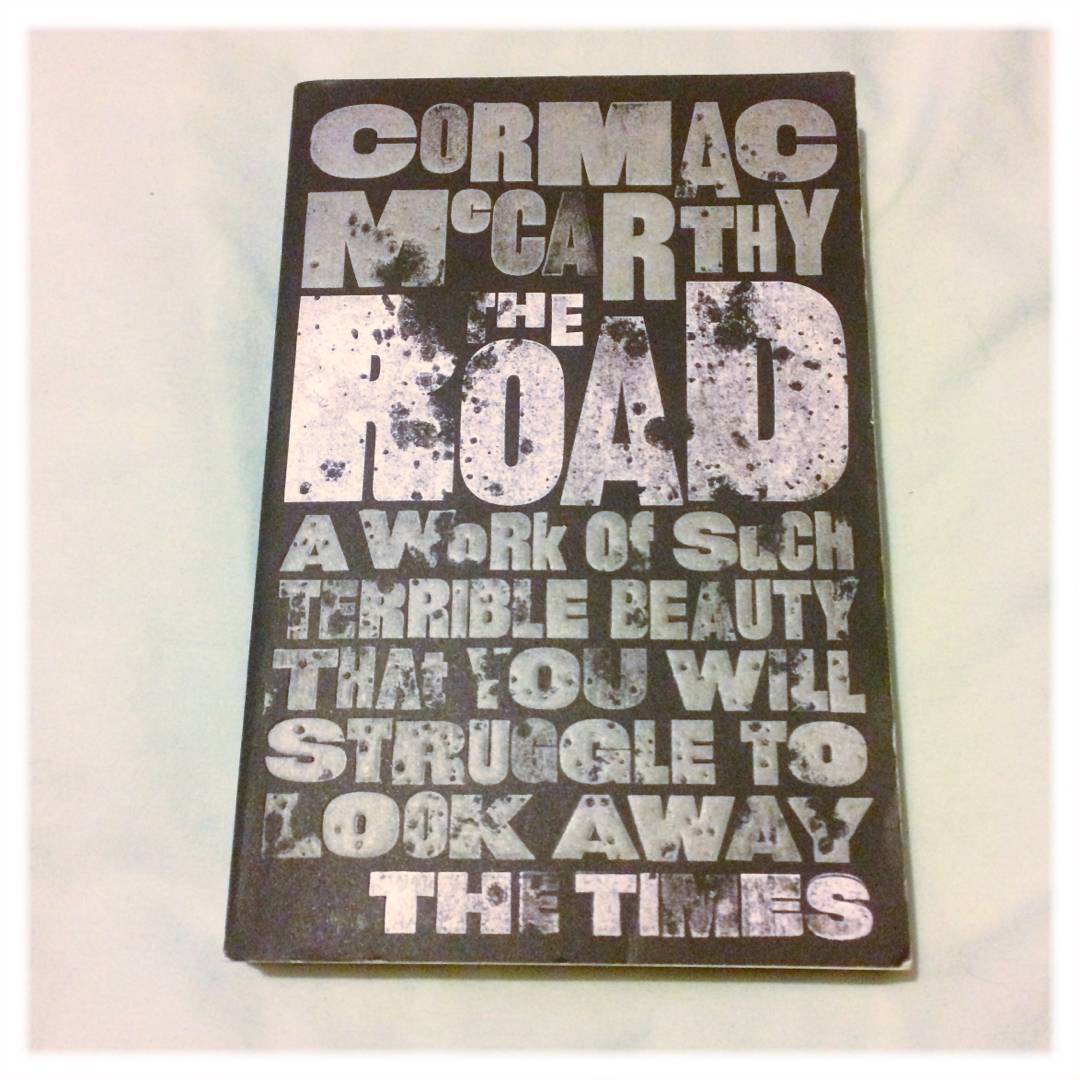 CORMAC
McCARTHY
THE
ROAD
A WoRk Of SuCH
TERRIBLE BEAUTY
THAt YOU WILL
STRUGGLE TO
LOOK AWAY
THE TIMES